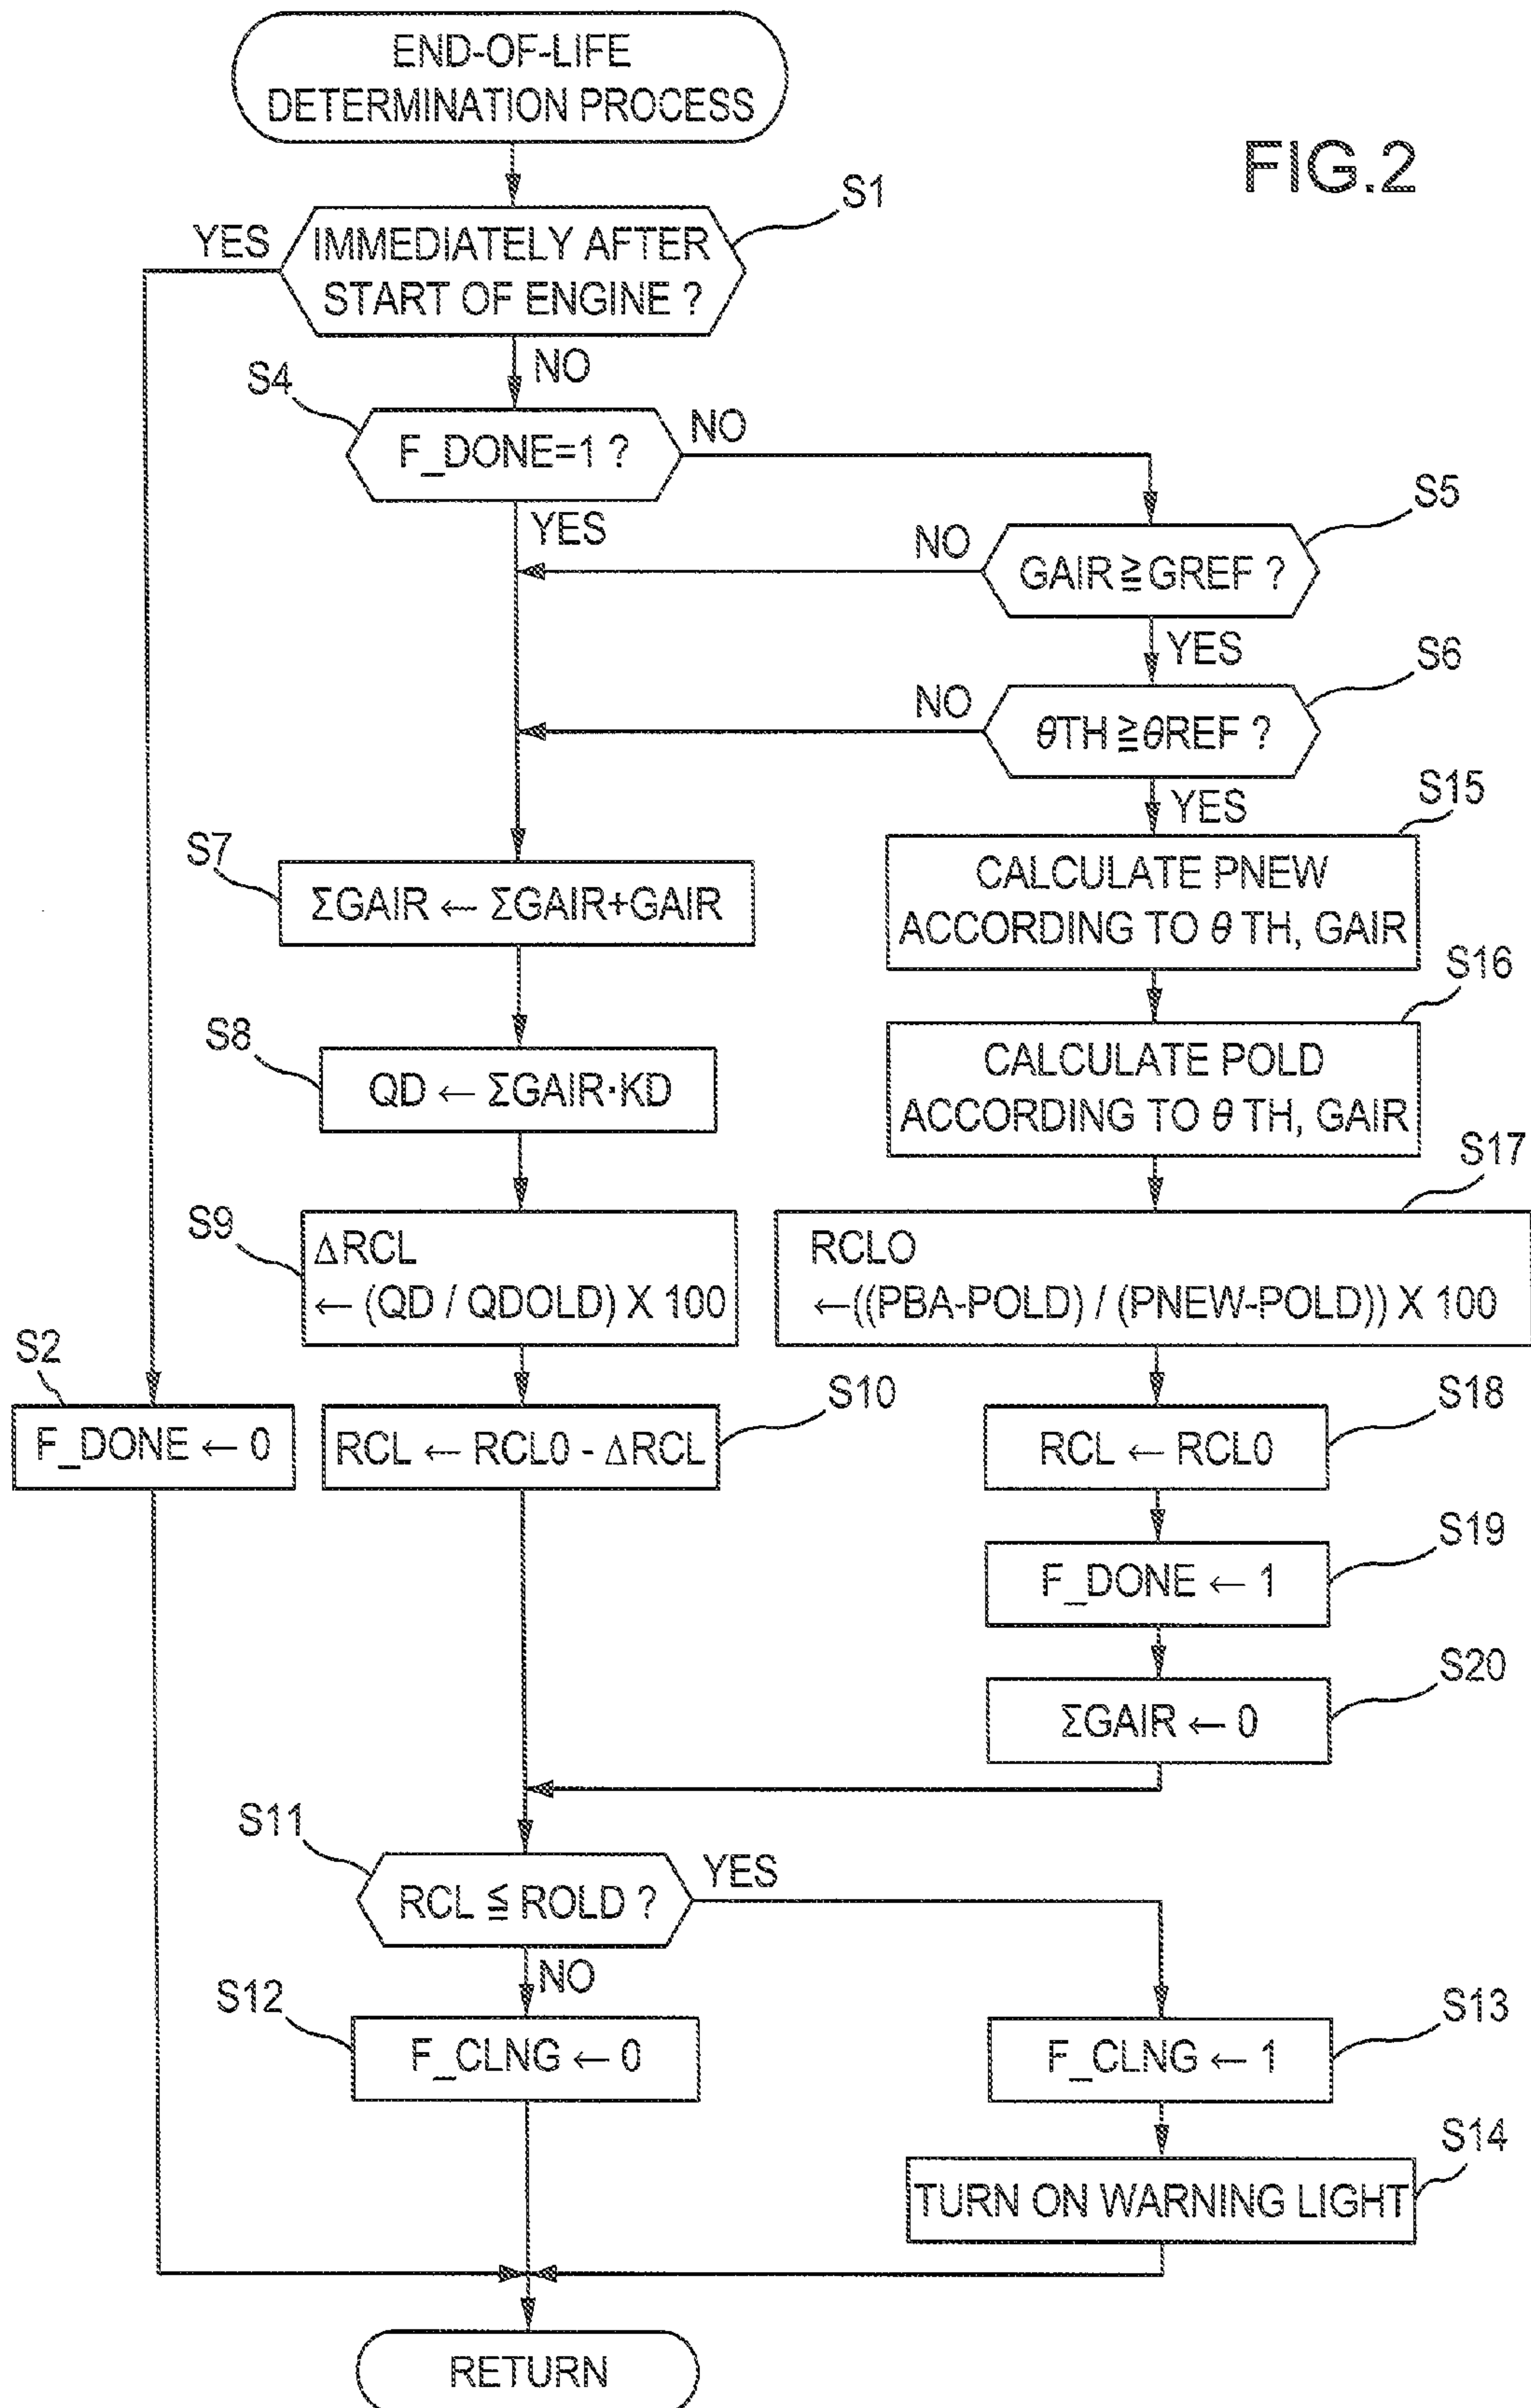 END-OF-LIFE
DETERMINATION PROCESS
FIG.2
S1
YES
IMMEDIATELY AFTER
START OF ENGINE ?
NO
S4
F_DONE=1 ?
NO
YES
S5
NO
GAIR ≧ GREF ?
YES
S6
NO
θTH ≧ θREF ?
YES
S15
CALCULATE PNEW
ACCORDING TO θ TH, GAIR
S7
ΣGAIR ← ΣGAIR+GAIR
S16
CALCULATE POLD
ACCORDING TO θ TH, GAIR
S8
QD ← ΣGAIR·KD
S17
RCLO
←((PBA-POLD) / (PNEW-POLD)) X 100
S9
ΔRCL
← (QD / QDOLD) X 100
S2
F_DONE ← 0
S10
RCL ← RCL0 - ΔRCL
S18
RCL ← RCL0
S19
F_DONE ← 1
S20
ΣGAIR ← 0
S11
RCL ≦ ROLD ?
YES
NO
S12
F_CLNG ← 0
S13
F_CLNG ← 1
S14
TURN ON WARNING LIGHT
RETURN